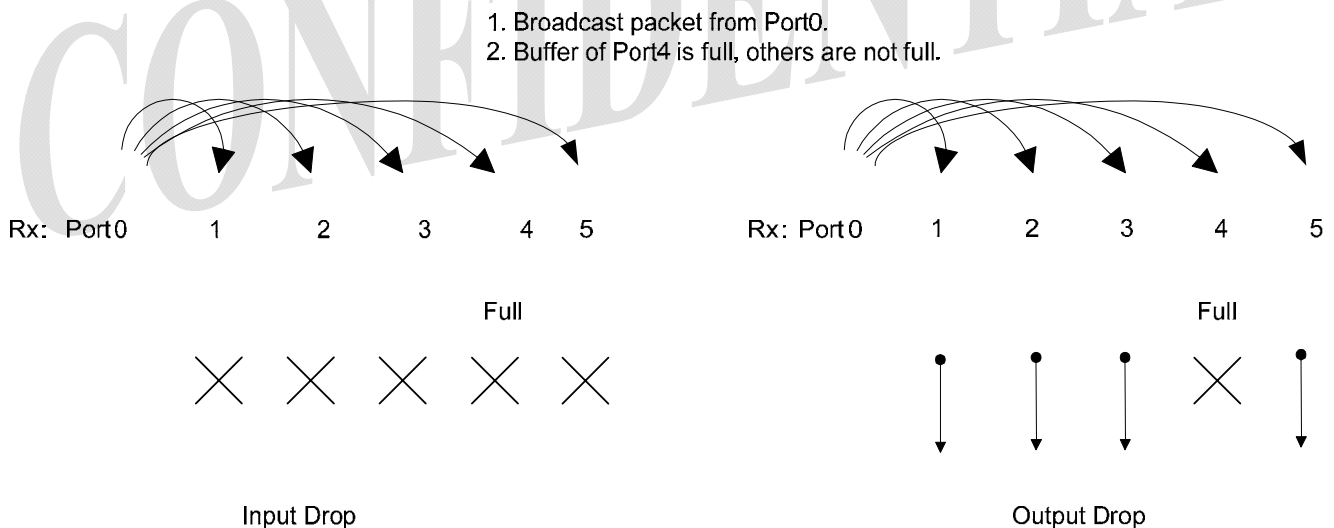 CONFIDENTIA
1. Broadcast packet from Port0.
2. Buffer of Port4 is full, others are not full.
Rx: Port0 1 2 3 4 5
Rx: Port0 1 2 3 4 5
Full
Full
Input Drop
Output Drop